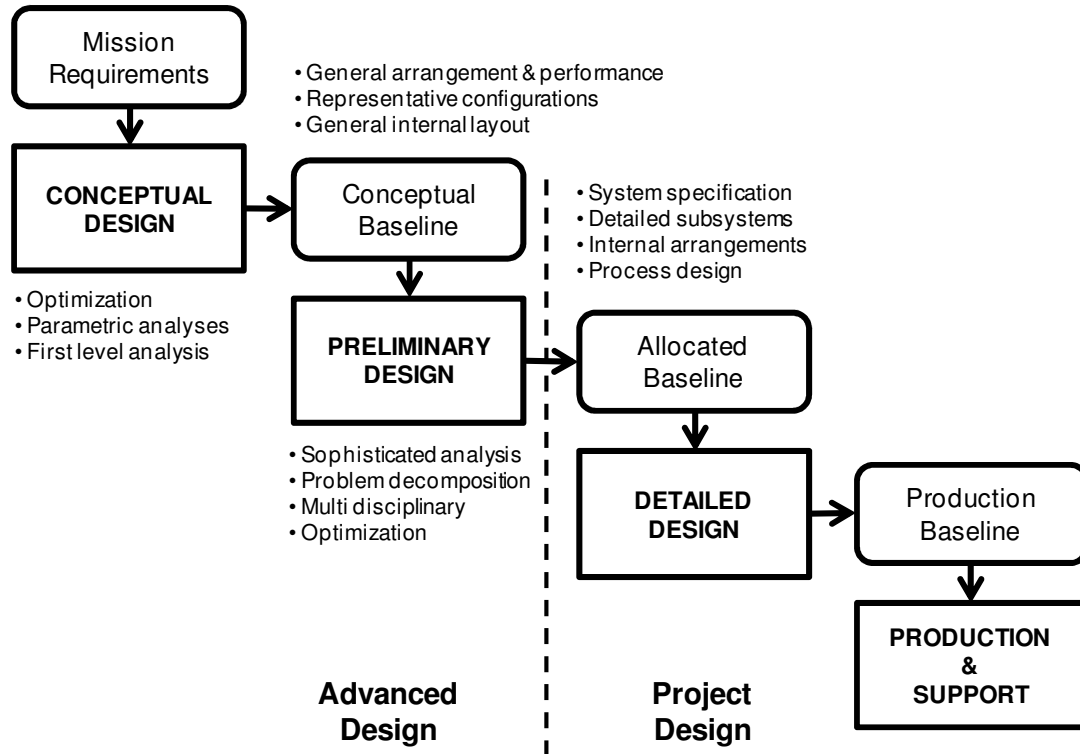 Mission
Requirements
• General arrangement & performance
• Representative configurations
• General internal layout
CONCEPTUAL
DESIGN
Conceptual
Baseline
• System specification
• Detailed subsystems
• Internal arrangements
• Process design
• Optimization
• Parametric analyses
• First level analysis
PRELIMINARY
DESIGN
Allocated
Baseline
• Sophisticated analysis
• Problem decomposition
• Multi disciplinary
• Optimization
DETAILED
DESIGN
Production
Baseline
PRODUCTION
&
SUPPORT
Advanced
Design
Project
Design